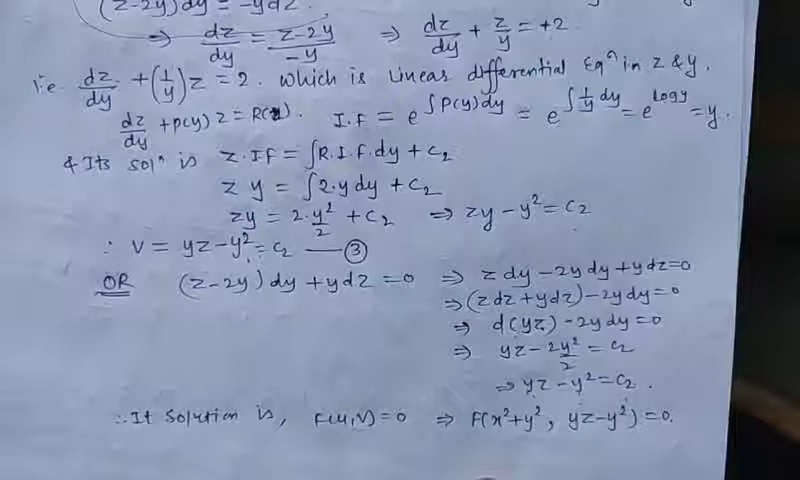 (z-2y)dy = -ydz.
⇒ dz/dy = (z-2y)/(-y) ⇒ dz/dy + z/y = +2
i.e dz/dy + (1/y)z = 2. which is Linear differential Eqⁿ in z & y.
dz/dy + p(y) z = R( ). I.F = e^∫P(y)dy = e^∫(1/y)dy = e^Logy = y.
& Its solⁿ is z.IF = ∫R.I.F.dy + c₂
z y = ∫2.y dy + c₂
zy = 2.y²/2 + c₂ ⇒ zy - y² = c₂
∴ V = yz - y² = c₂ — ③
OR (z-2y)dy + ydz = 0 ⇒ z dy - 2y dy + y dz = 0
⇒ (z dz + y dz) - 2y dy = 0
⇒ d(yz) - 2y dy = 0
⇒ yz - 2y²/2 = c₂
⇒ yz - y² = c₂.
∴ It solution is, F(u,v) = 0 ⇒ F(x²+y², yz-y²) = 0.